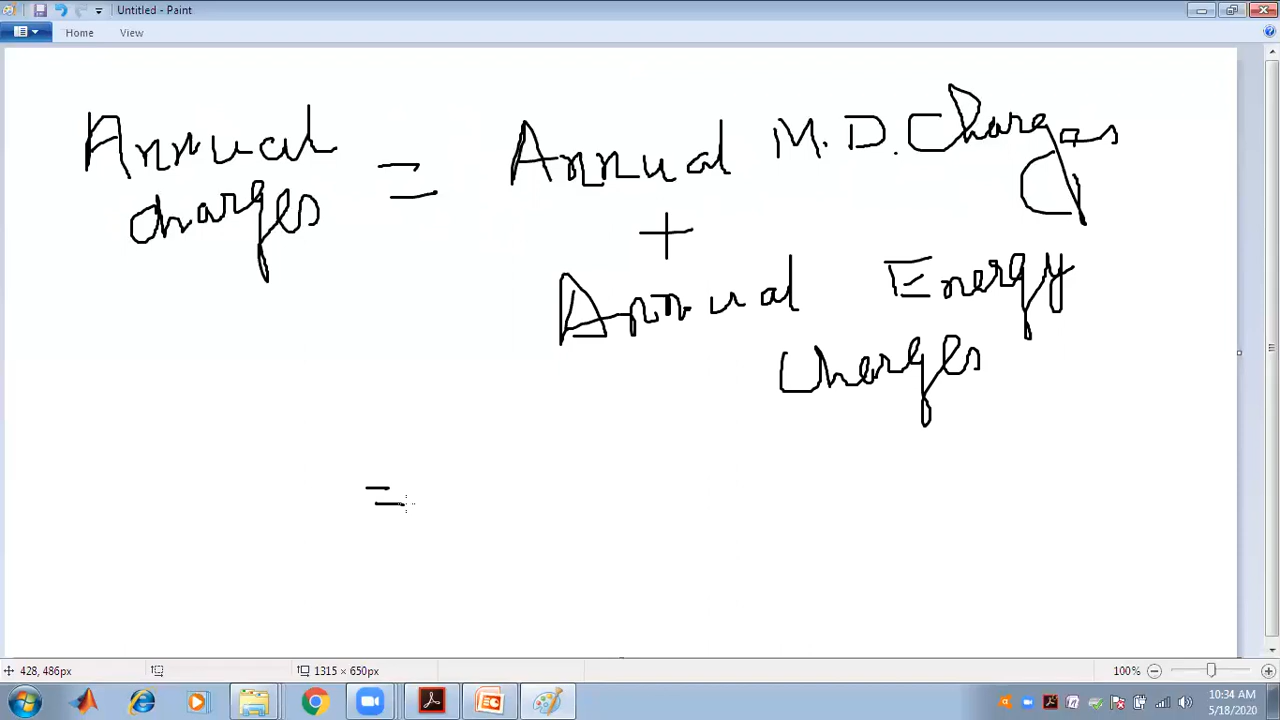 Untitled - Paint
Home View
Annual = Annual M.D. Charges
charges
+
Annual Energy
Charges
=
428, 486px 1315 × 650px 100%
10:34 AM
5/18/2020